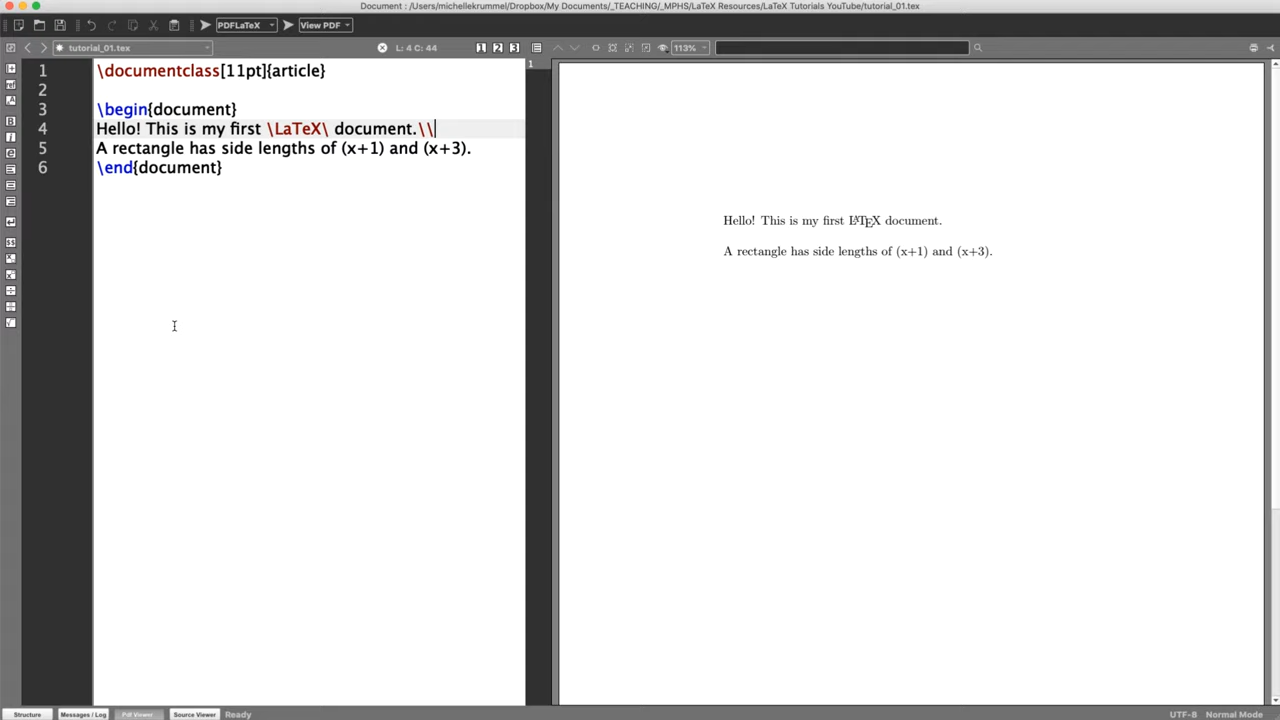 Document : /Users/michellekrummel/Dropbox/My Documents/_TEACHING/_MPHS/LaTeX Resources/LaTeX Tutorials YouTube/tutorial_01.tex
PDFLaTeX View PDF
tutorial_01.tex L: 4 C: 44 1 2 3 113%
1
1 \documentclass[11pt]{article}
2
3 \begin{document}
4 Hello! This is my first \LaTeX\ document.\\
5 A rectangle has side lengths of (x+1) and (x+3).
6 \end{document}
Hello! This is my first LATEX document.
A rectangle has side lengths of (x+1) and (x+3).
Structure Messages / Log Pdf Viewer Source Viewer Ready UTF-8 Normal Mode